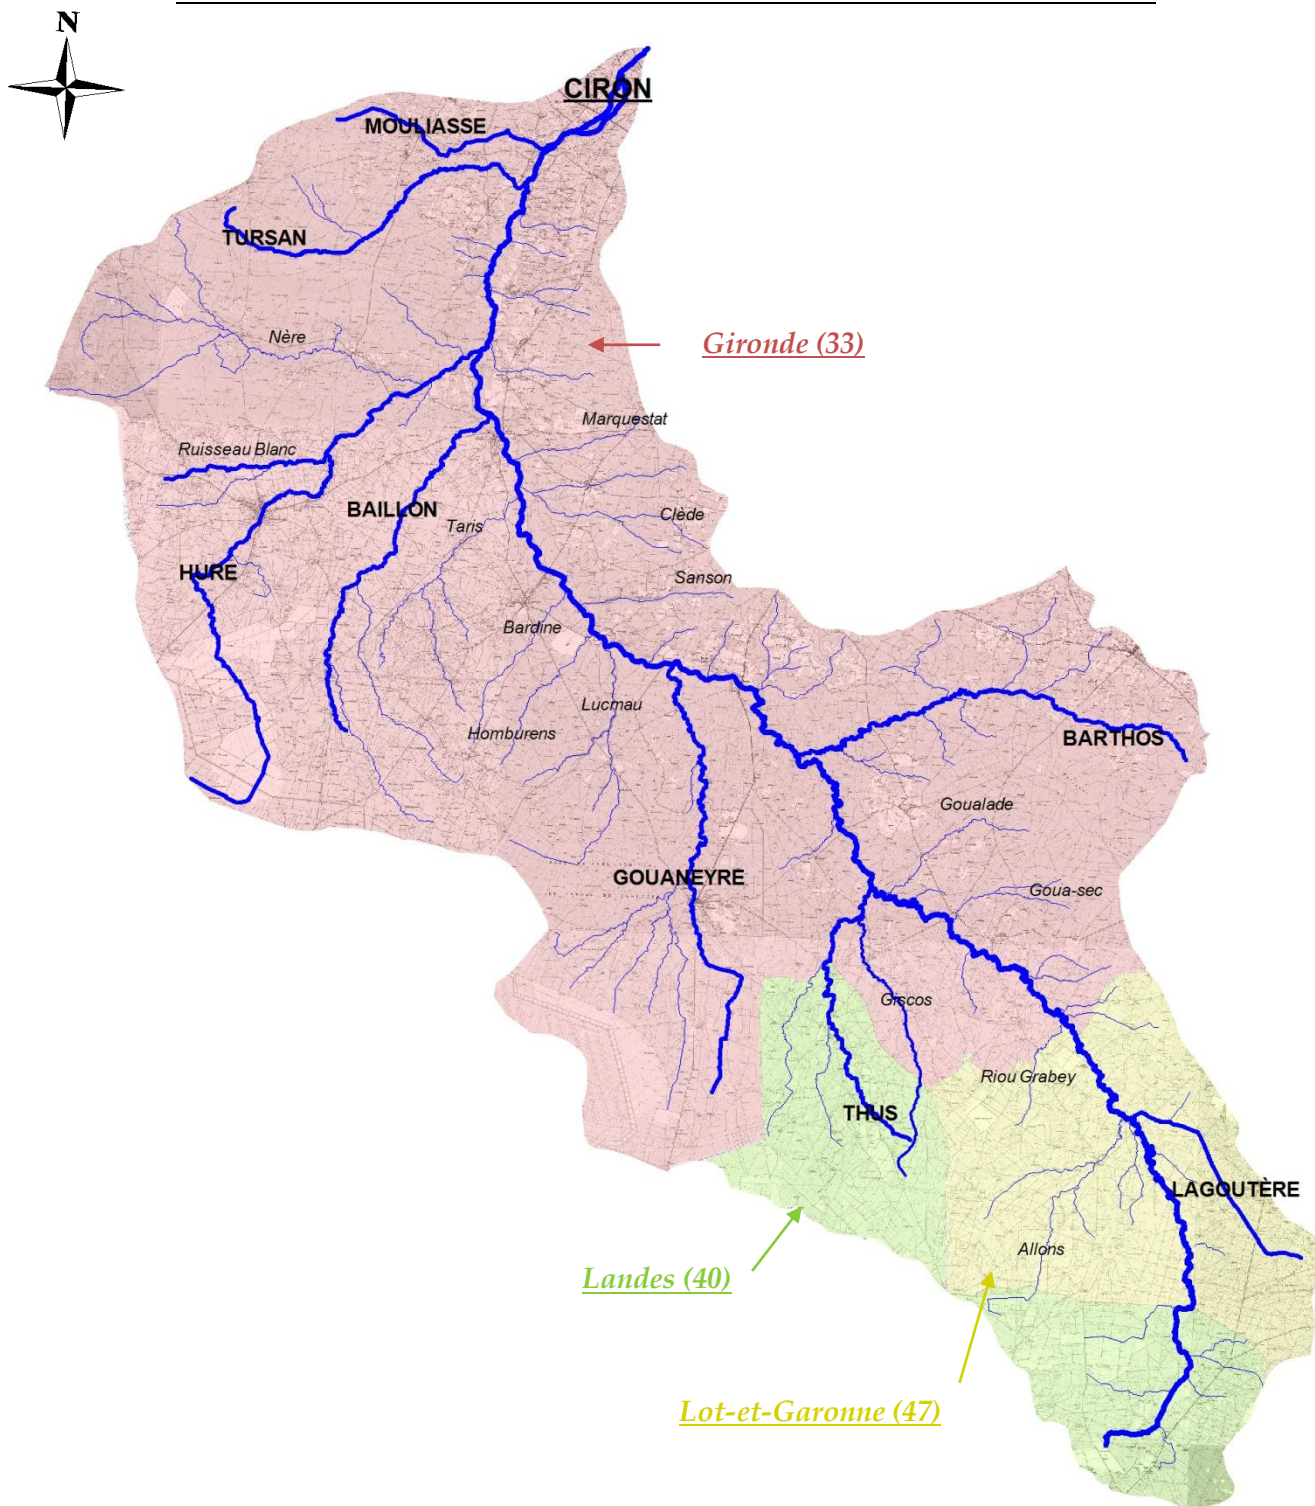 N
CIRON
MOULIASSE
TURSAN
Nère
Gironde (33)
Marquestat
Ruisseau Blanc
BAILLON
Clède
Taris
HURE
Sanson
Bardine
Lucmau
Homburens
BARTHOS
Goualade
GOUANEYRE
Goua-sec
Giscos
Riou Grabey
THUS
LAGOUTÈRE
Allons
Landes (40)
Lot-et-Garonne (47)